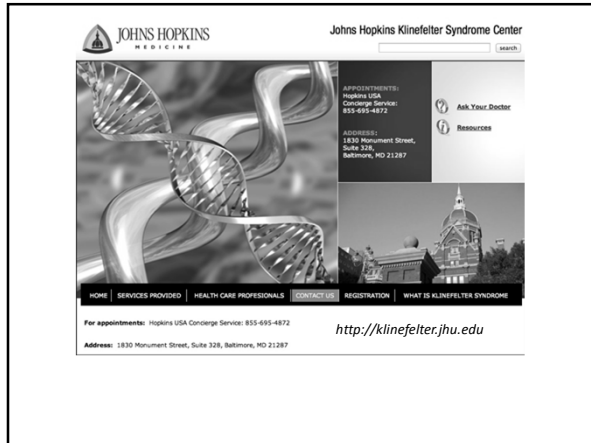 JOHNS HOPKINS
MEDICINE
Johns Hopkins Klinefelter Syndrome Center
search
APPOINTMENTS:
Hopkins USA
Concierge Service:
855-695-4872
ADDRESS:
1830 Monument Street,
Suite 328,
Baltimore, MD 21287
Ask Your Doctor
Resources
HOME SERVICES PROVIDED HEALTH CARE PROFESIONALS CONTACT US REGISTRATION WHAT IS KLINEFELTER SYNDROME
For appointments: Hopkins USA Concierge Service: 855-695-4872
http://klinefelter.jhu.edu
Address: 1830 Monument Street, Suite 328, Baltimore, MD 21287